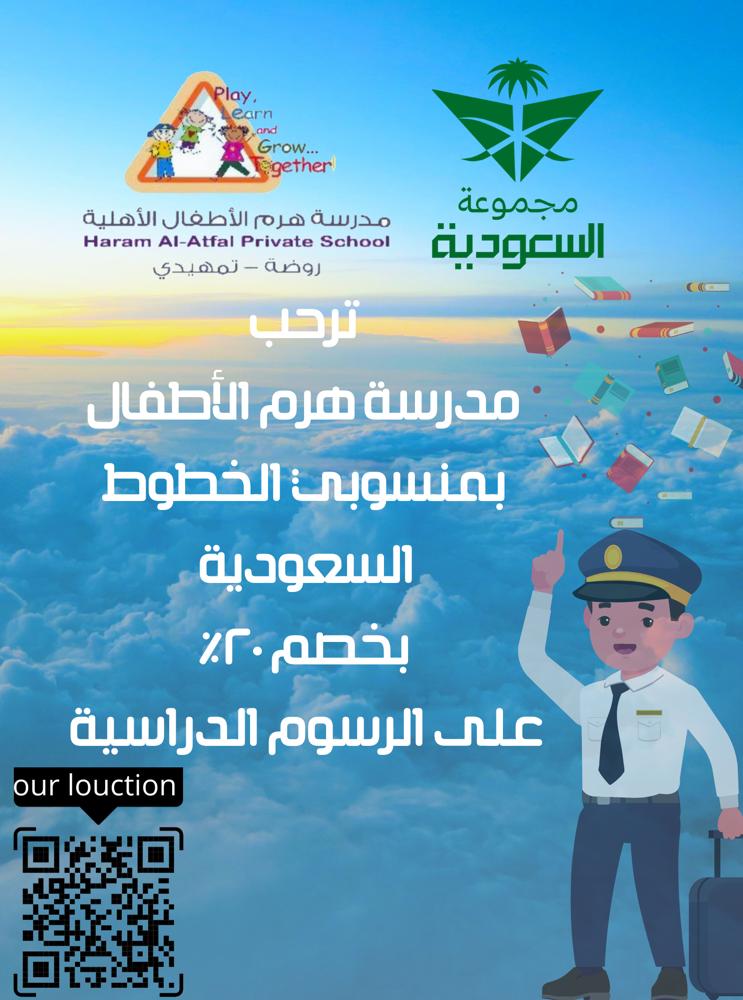 Play,
Learn
and
Grow...
Together
مدرسة هرم الأطفال الأهلية
Haram Al-Atfal Private School
روضة – تمهيدي
مجموعة
السعودية
ترحب
مدرسة هرم الأطفال
بمنسوبي الخطوط
السعودية
بخصم ٢٠٪
على الرسوم الدراسية
our louction